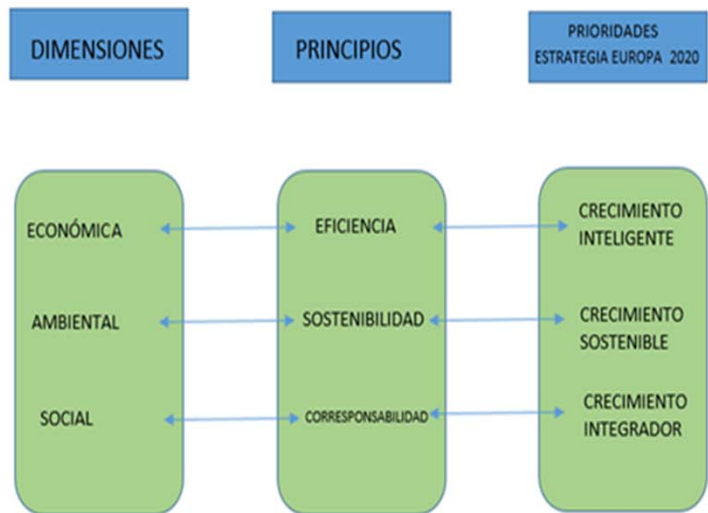 DIMENSIONES
PRINCIPIOS
PRIORIDADES
ESTRATEGIA EUROPA 2020
ECONÓMICA
EFICIENCIA
CRECIMIENTO
INTELIGENTE
AMBIENTAL
SOSTENIBILIDAD
CRECIMIENTO
SOSTENIBLE
SOCIAL
CORRESPONSABILIDAD
CRECIMIENTO
INTEGRADOR